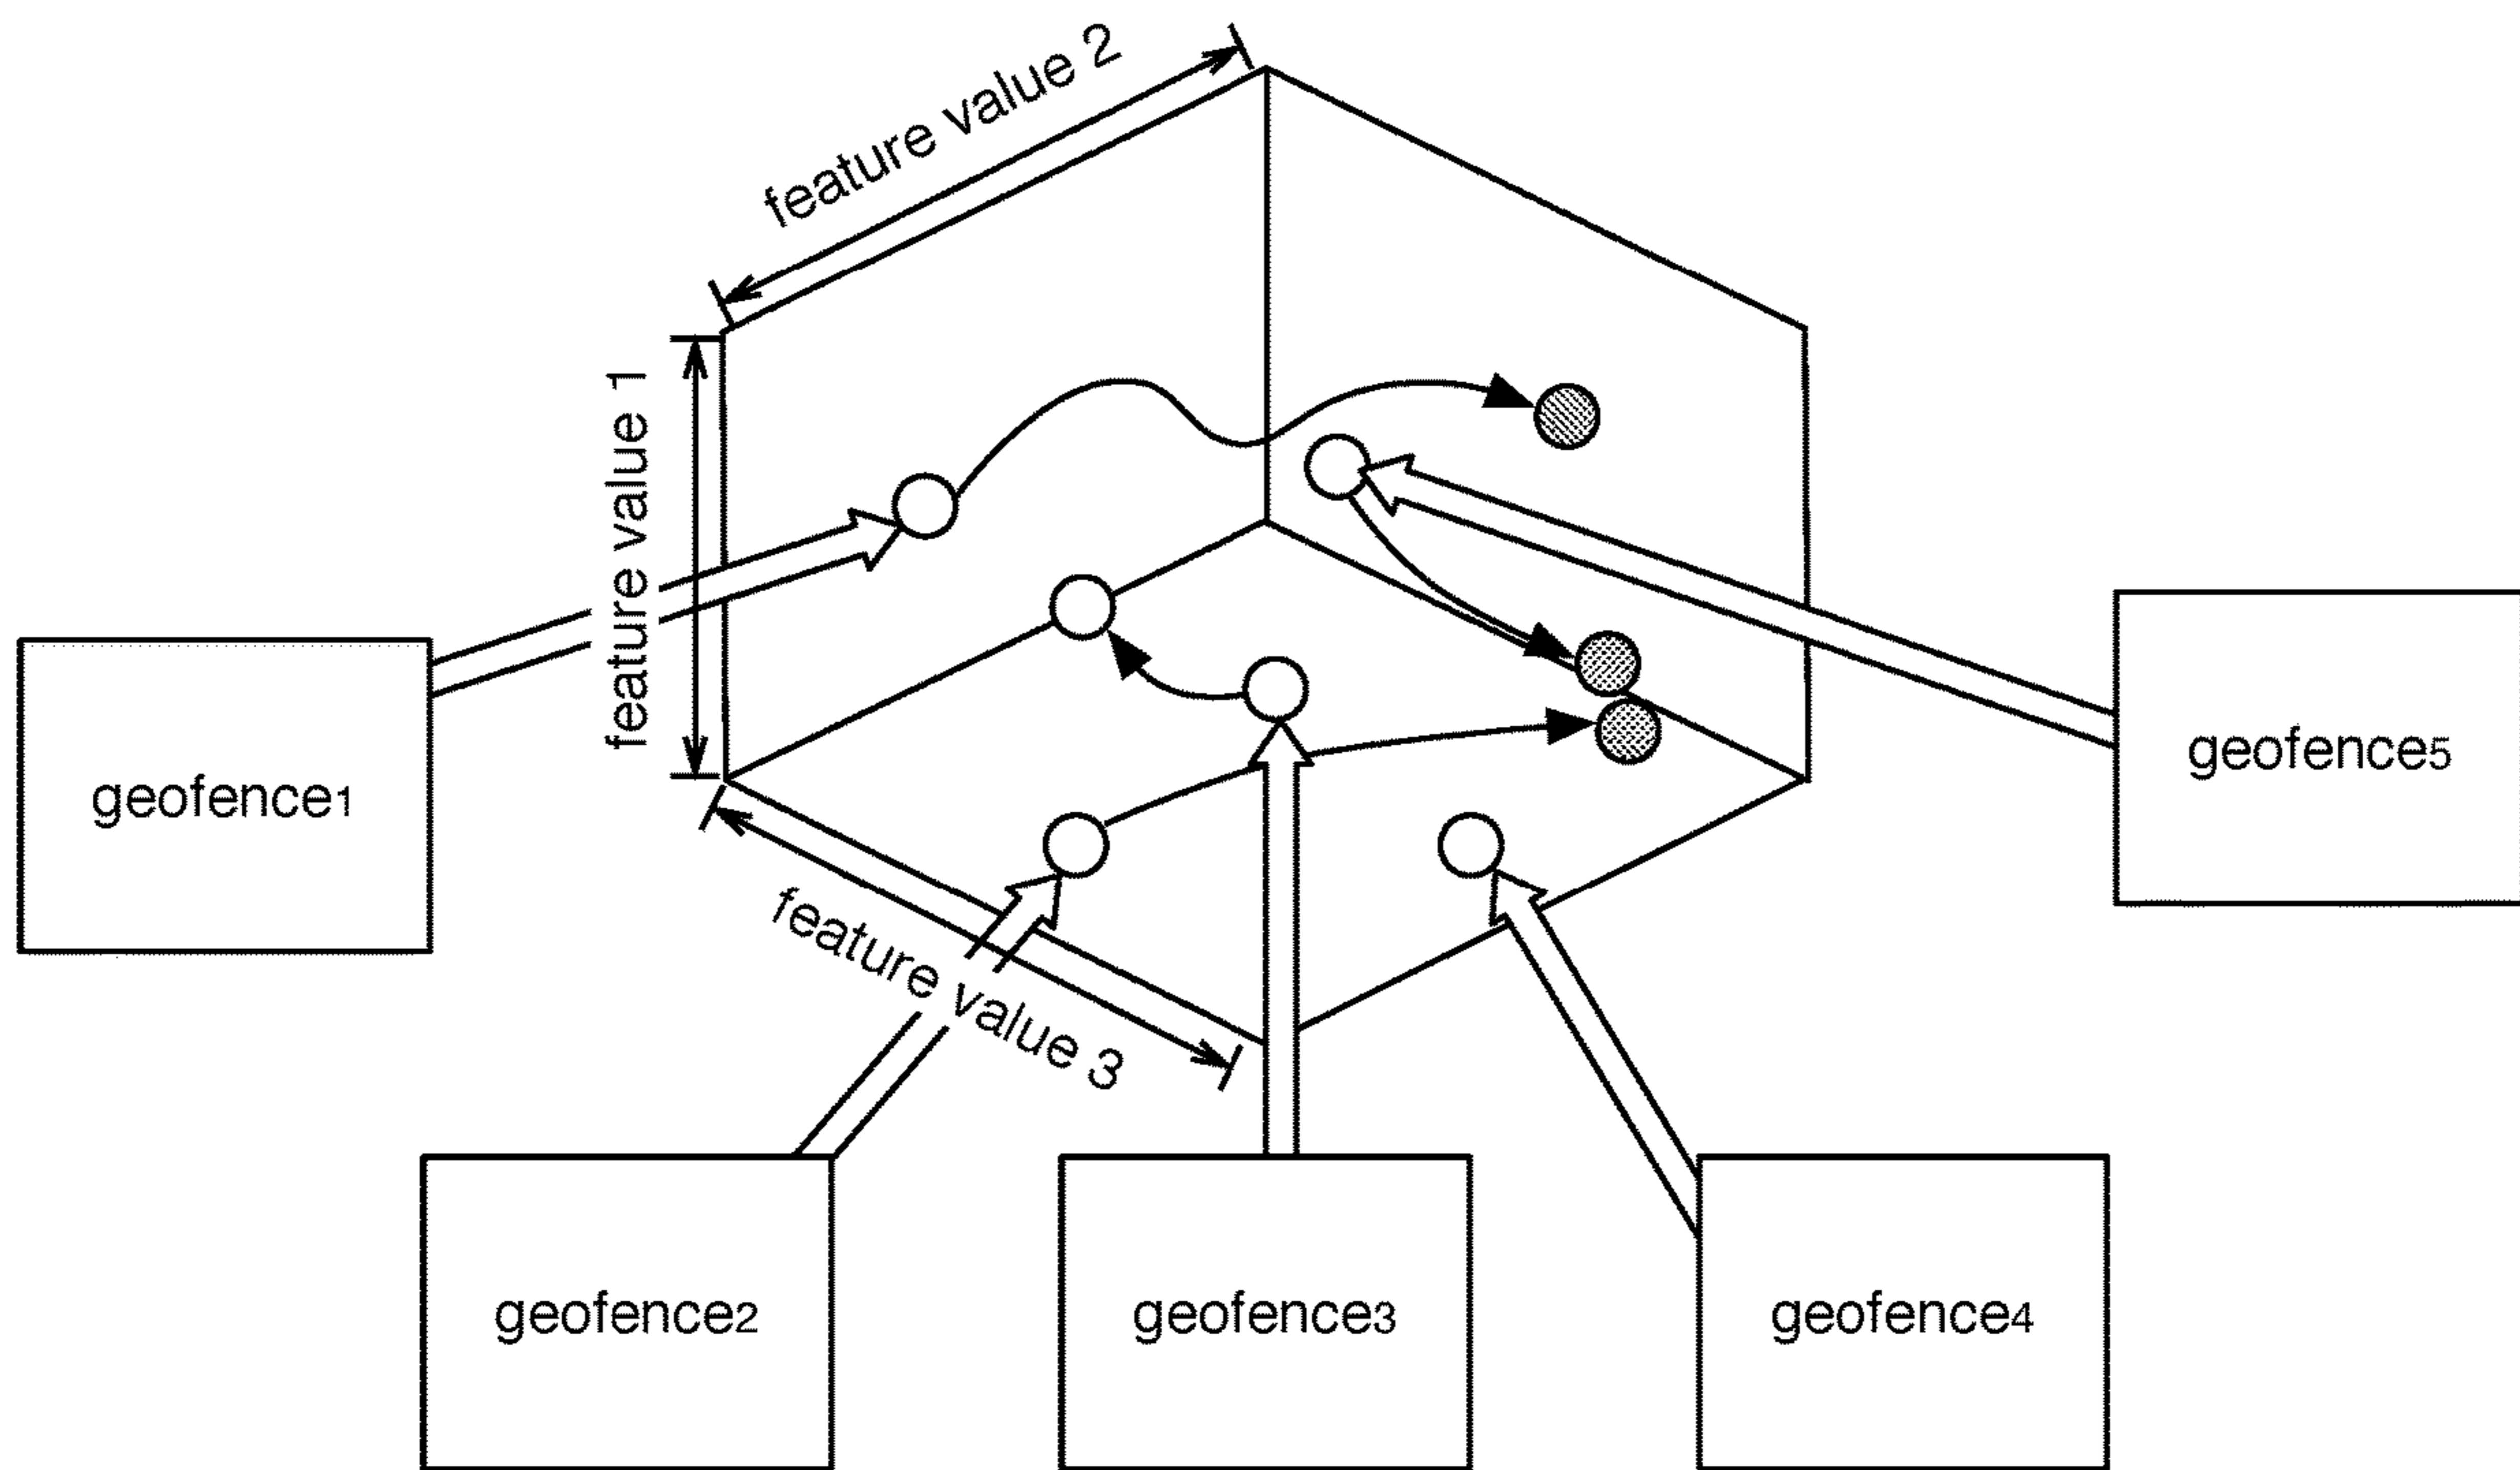 feature value 2
feature value 1
geofence1
geofence5
feature value 3
geofence2
geofence3
geofence4